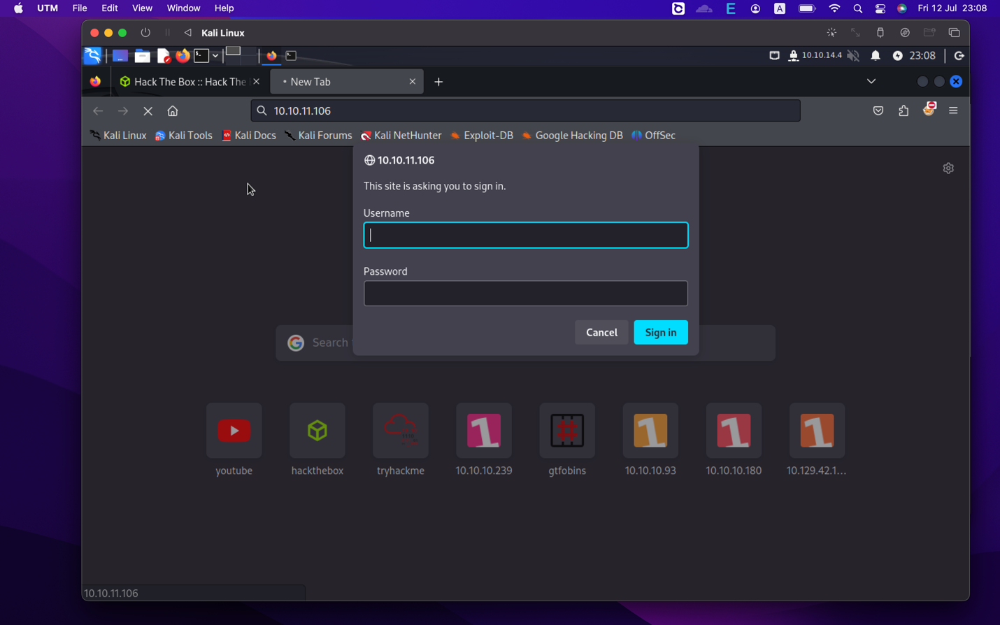 UTM File Edit View Window Help E A Fri 12 Jul 23:08
Kali Linux
10.10.14.4 23:08
Hack The Box :: Hack The New Tab
10.10.11.106
Kali Linux Kali Tools Kali Docs Kali Forums Kali NetHunter Exploit-DB Google Hacking DB OffSec
10.10.11.106
This site is asking you to sign in.
Username
Password
Cancel Sign in
Search
1 1 1 1
youtube hackthebox tryhackme 10.10.10.239 gtfobins 10.10.10.93 10.10.10.180 10.129.42.1...
10.10.11.106